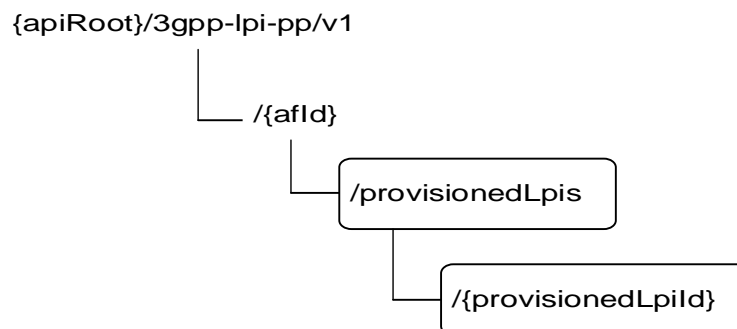 {apiRoot}/3gpp-lpi-pp/v1
/{afId}
/provisionedLpis
/{provisionedLpiId}